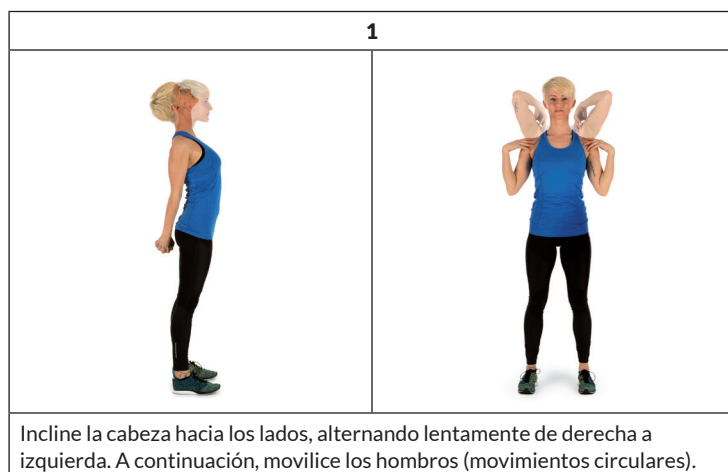 1
Incline la cabeza hacia los lados, alternando lentamente de derecha a
izquierda. A continuación, movilice los hombros (movimientos circulares).